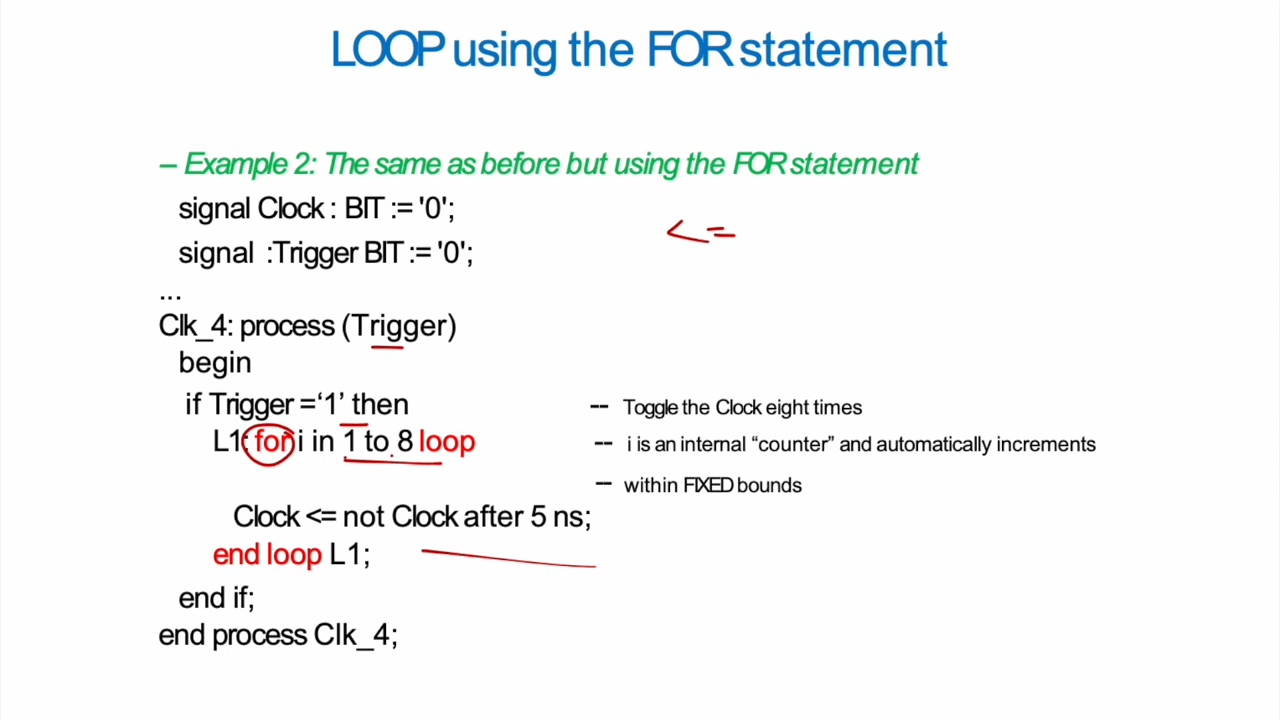 LOOP using the FOR statement
– Example 2: The same as before but using the FOR statement
signal Clock : BIT := '0';
<=
signal :Trigger BIT := '0';
...
Clk_4: process (Trigger)
begin
if Trigger =‘1’ then -- Toggle the Clock eight times
L1: for i in 1 to 8 loop -- i is an internal “counter” and automatically increments
-- within FIXED bounds
Clock <= not Clock after 5 ns;
end loop L1;
end if;
end process Clk_4;